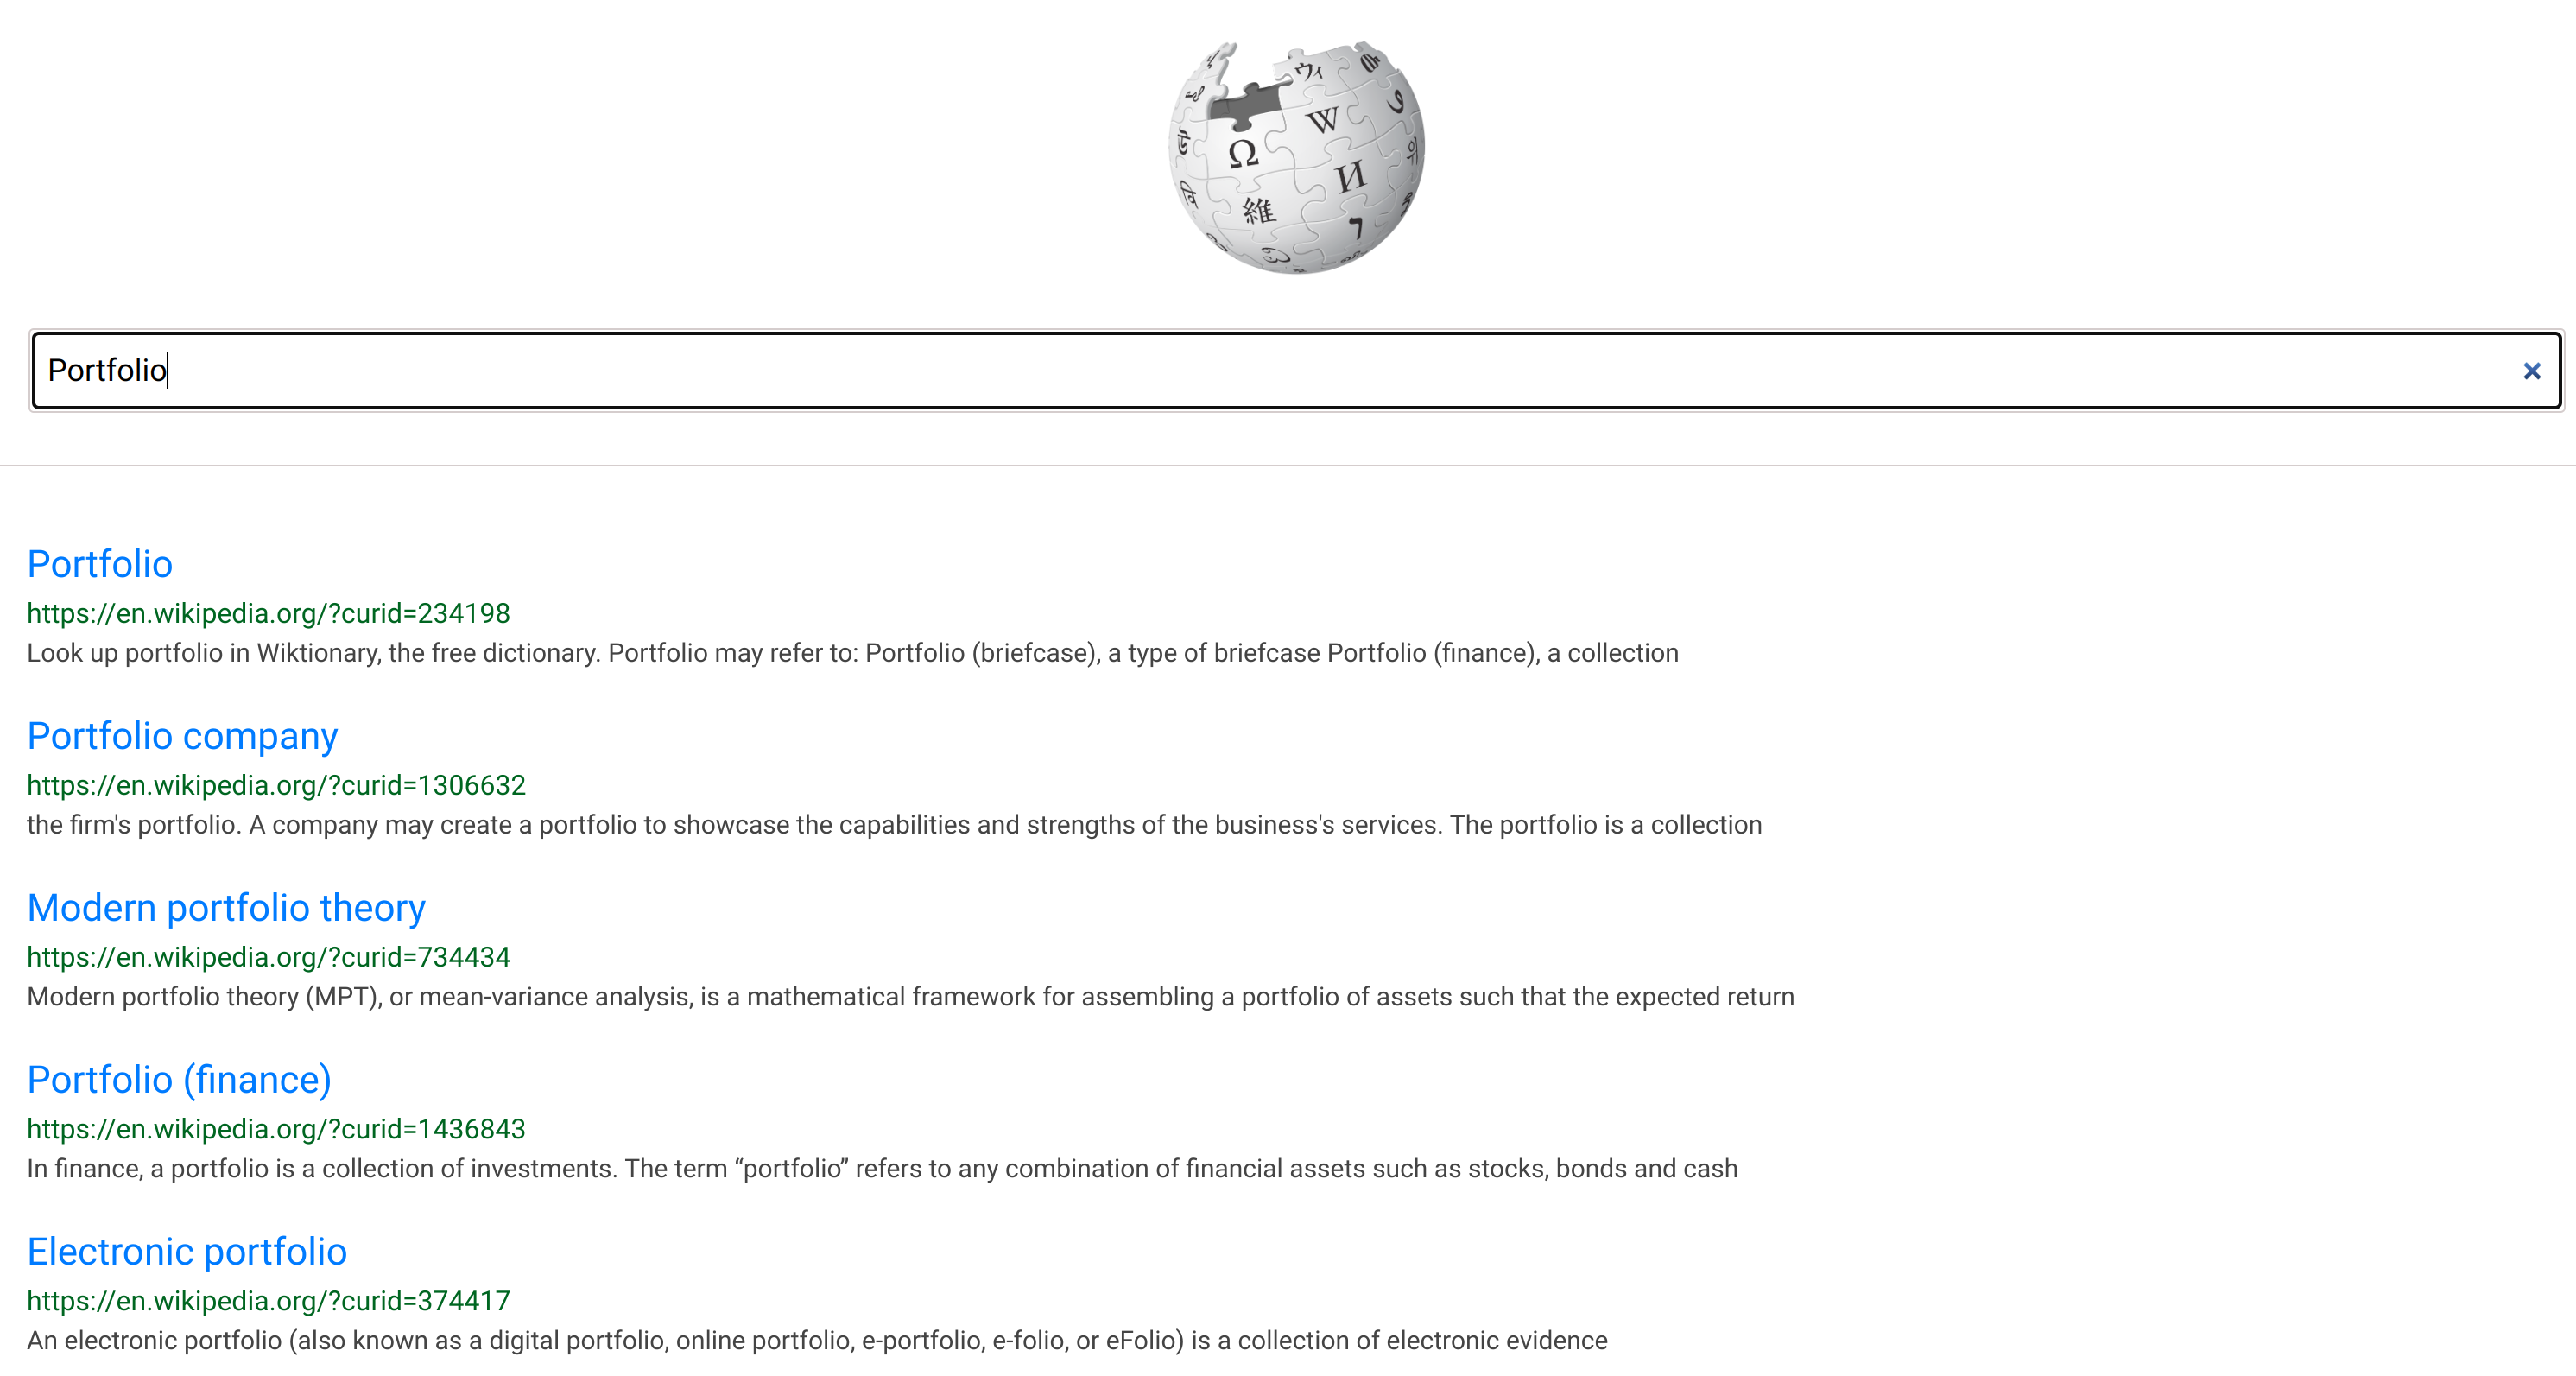 Ω
W
И
維
ウィ
위
ו
Portfolio
×
Portfolio
https://en.wikipedia.org/?curid=234198
Look up portfolio in Wiktionary, the free dictionary. Portfolio may refer to: Portfolio (briefcase), a type of briefcase Portfolio (finance), a collection
Portfolio company
https://en.wikipedia.org/?curid=1306632
the firm's portfolio. A company may create a portfolio to showcase the capabilities and strengths of the business's services. The portfolio is a collection
Modern portfolio theory
https://en.wikipedia.org/?curid=734434
Modern portfolio theory (MPT), or mean-variance analysis, is a mathematical framework for assembling a portfolio of assets such that the expected return
Portfolio (finance)
https://en.wikipedia.org/?curid=1436843
In finance, a portfolio is a collection of investments. The term “portfolio” refers to any combination of financial assets such as stocks, bonds and cash
Electronic portfolio
https://en.wikipedia.org/?curid=374417
An electronic portfolio (also known as a digital portfolio, online portfolio, e-portfolio, e-folio, or eFolio) is a collection of electronic evidence